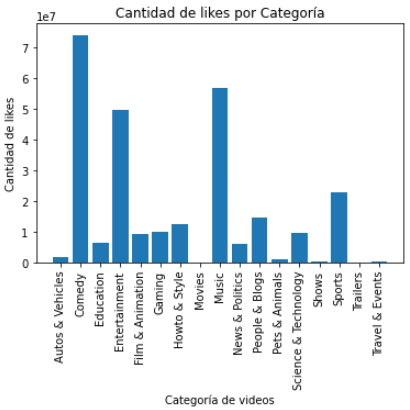 Cantidad de likes por Categoría
1e7
7
6
5
4
3
2
1
0
Cantidad de likes
Autos & Vehicles
Comedy
Education
Entertainment
Film & Animation
Gaming
Howto & Style
Movies
Music
News & Politics
People & Blogs
Pets & Animals
Science & Technology
Shows
Sports
Trailers
Travel & Events
Categoría de videos